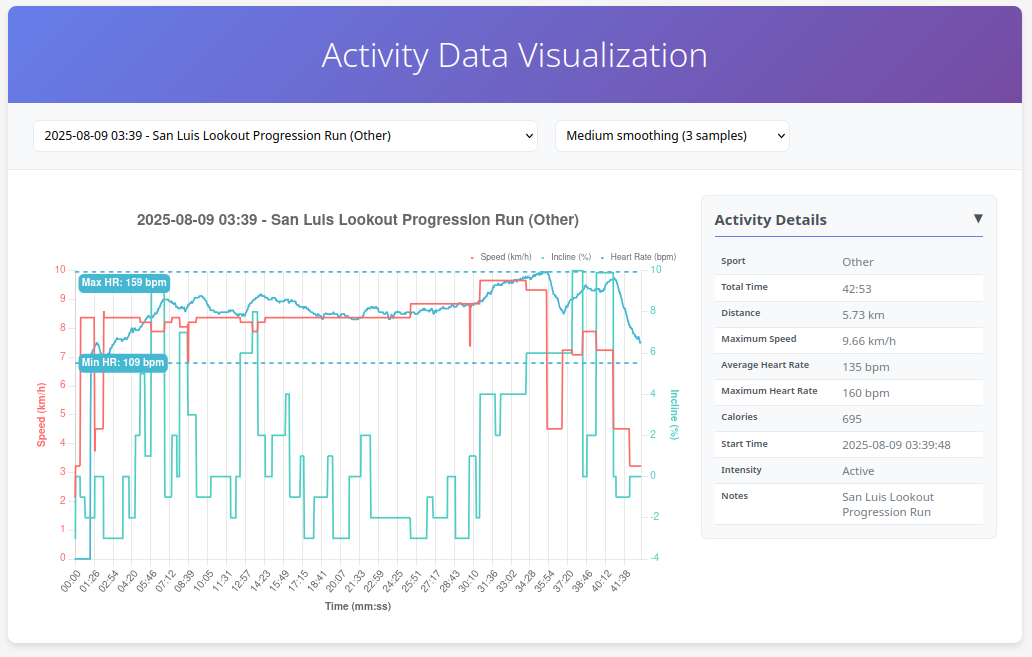 Activity Data Visualization
2025-08-09 03:39 - San Luis Lookout Progression Run (Other)
Medium smoothing (3 samples)
2025-08-09 03:39 - San Luis Lookout Progression Run (Other)
Speed (km/h)
Incline (%)
Heart Rate (bpm)
Max HR: 159 bpm
Min HR: 109 bpm
10
9
8
7
6
5
4
3
2
1
0
Speed (km/h)
10
8
6
4
2
0
-2
-4
Incline (%)
00:00
01:26
02:54
04:20
05:46
07:12
08:39
10:05
11:31
12:57
14:23
15:49
17:15
18:41
20:07
21:33
22:59
24:25
25:51
27:17
28:43
30:10
31:36
33:02
34:28
35:54
37:20
38:46
40:12
41:38
Time (mm:ss)
Activity Details ▼
Sport Other
Total Time 42:53
Distance 5.73 km
Maximum Speed 9.66 km/h
Average Heart Rate 135 bpm
Maximum Heart Rate 160 bpm
Calories 695
Start Time 2025-08-09 03:39:48
Intensity Active
Notes San Luis Lookout
Progression Run